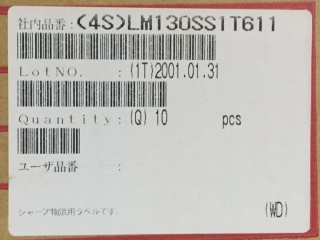 社内品番：(4S)LM130SS1T611
LotNO.　：(1T)2001.01.31
Quantity：(Q) 10　pcs
ユーザ品番　：
シャープ物流用ラベルです。　(WD)